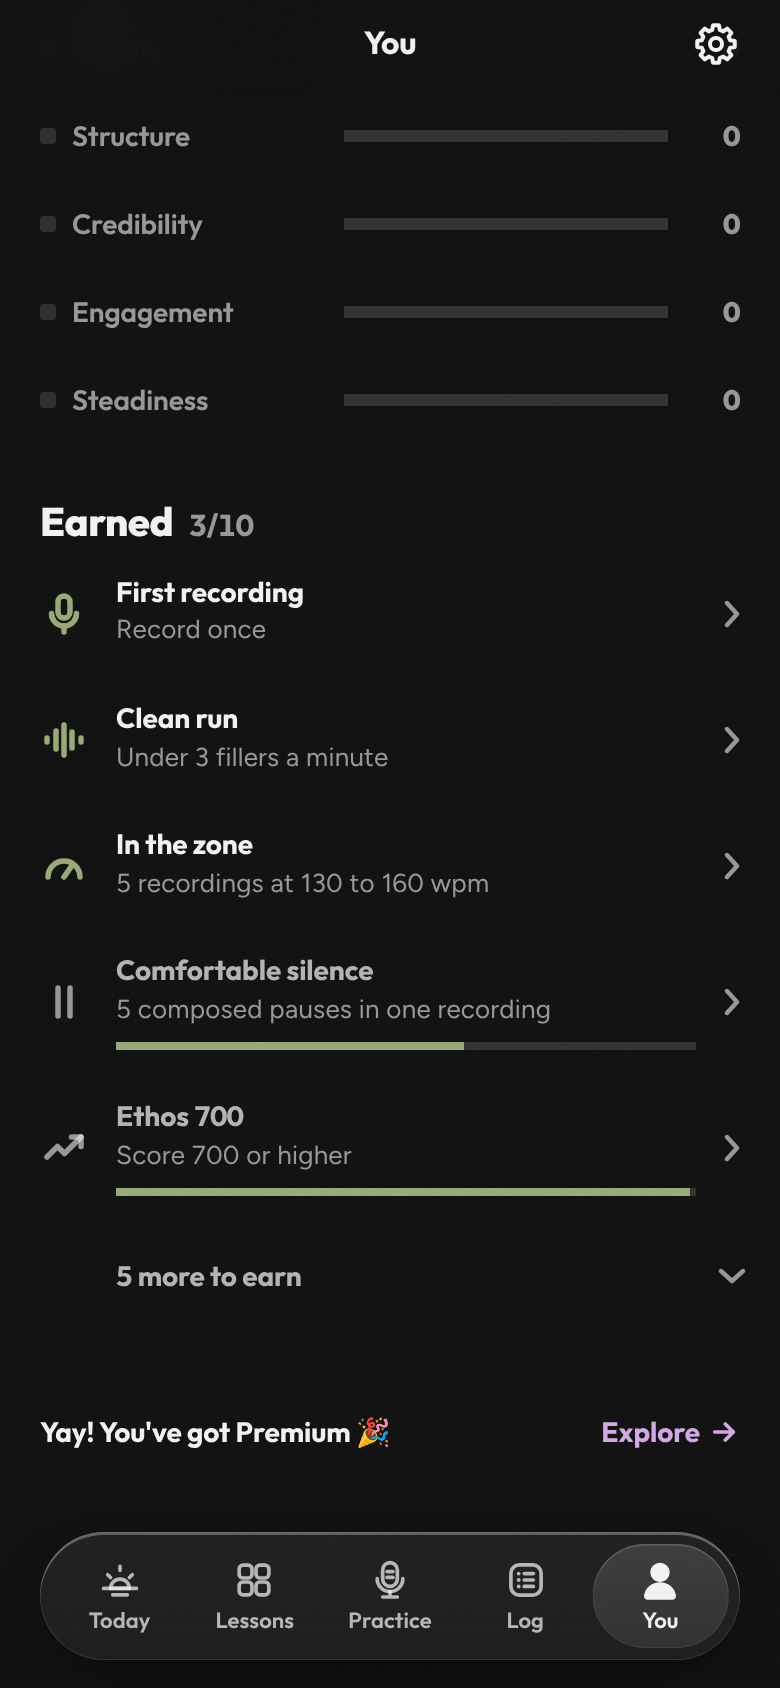 You
Structure 0
Credibility 0
Engagement 0
Steadiness 0
Earned 3/10
First recording
Record once
Clean run
Under 3 fillers a minute
In the zone
5 recordings at 130 to 160 wpm
Comfortable silence
5 composed pauses in one recording
Ethos 700
Score 700 or higher
5 more to earn
Yay! You've got Premium 🎉 Explore →
Today Lessons Practice Log You